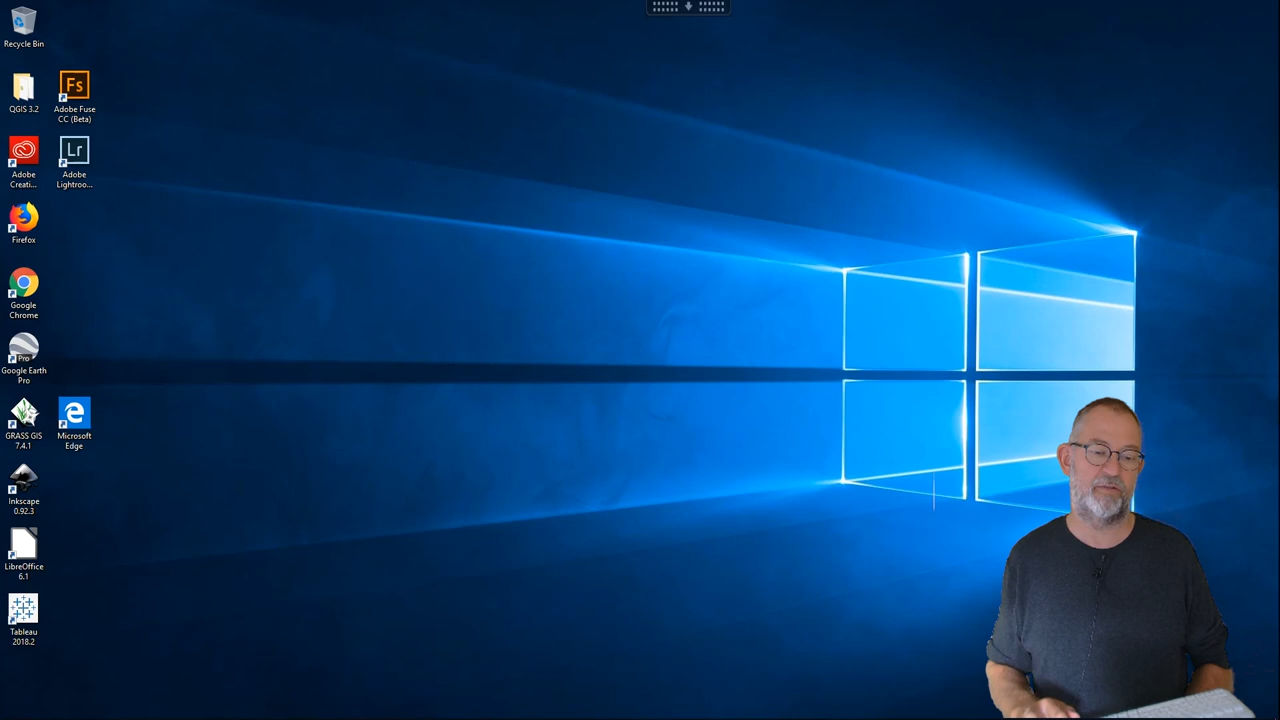 Recycle Bin
QGIS 3.2
Fs
Adobe Fuse
CC (Beta)
Adobe
Creati...
Lr
Adobe
Lightroo...
Firefox
Google
Chrome
Pro
Google Earth
Pro
GRASS GIS
7.4.1
Microsoft
Edge
Inkscape
0.92.3
LibreOffice
6.1
Tableau
2018.2